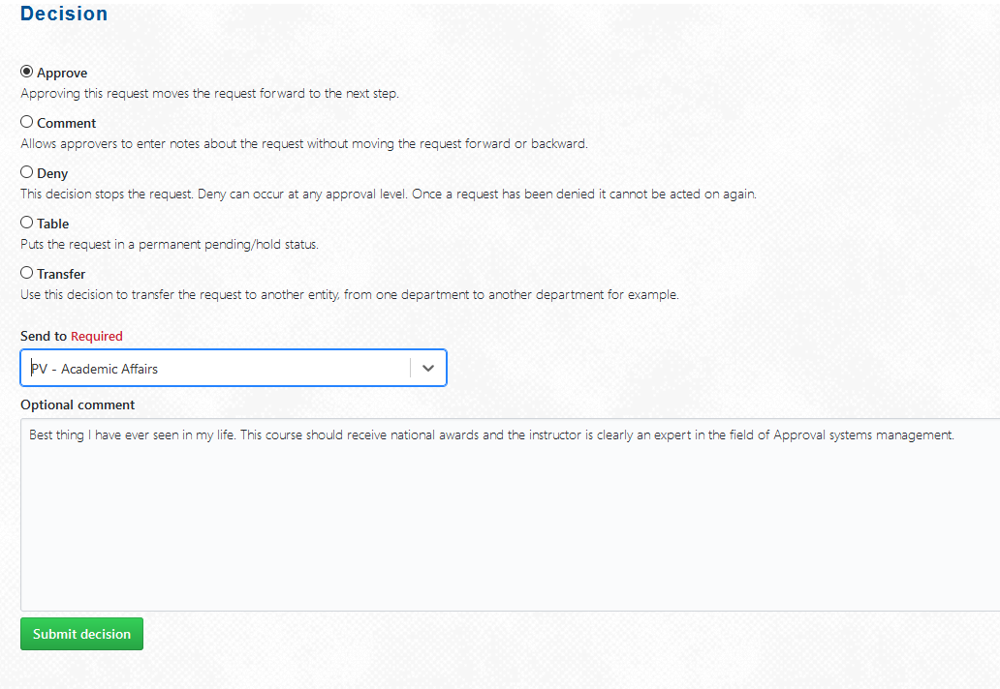 Decision
Approve
Approving this request moves the request forward to the next step.
Comment
Allows approvers to enter notes about the request without moving the request forward or backward.
Deny
This decision stops the request. Deny can occur at any approval level. Once a request has been denied it cannot be acted on again.
Table
Puts the request in a permanent pending/hold status.
Transfer
Use this decision to transfer the request to another entity, from one department to another department for example.
Send to Required
PV - Academic Affairs
Optional comment
Best thing I have ever seen in my life. This course should receive national awards and the instructor is clearly an expert in the field of Approval systems management.
Submit decision